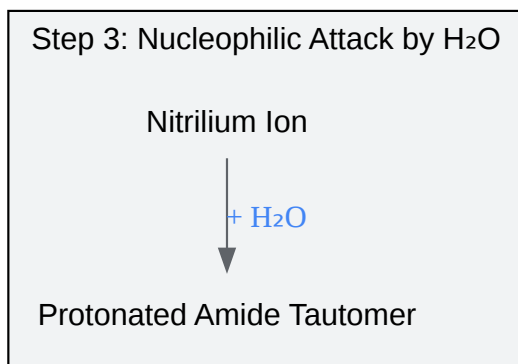 Step 3: Nucleophilic Attack by H₂O
Nitrilium Ion
+ H₂O
Protonated Amide Tautomer